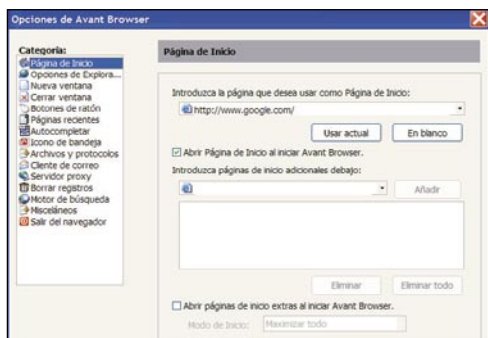 Opciones de Avant Browser
Categoría:
Página de Inicio
Opciones de Explora...
Nueva ventana
Cerrar ventana
Botones de ratón
Páginas recientes
Autocompletar
Icono de bandeja
Archivos y protocolos
Cliente de correo
Servidor proxy
Borrar registros
Motor de búsqueda
Misceláneos
Salir del navegador
Página de Inicio
Introduzca la página que desea usar como Página de Inicio:
http://www.google.com/
Usar actual En blanco
Abrir Página de Inicio al iniciar Avant Browser.
Introduzca páginas de inicio adicionales debajo:
Añadir
Eliminar Eliminar todo
Abrir páginas de inicio extras al iniciar Avant Browser.
Modo de Inicio: Maximizar todo